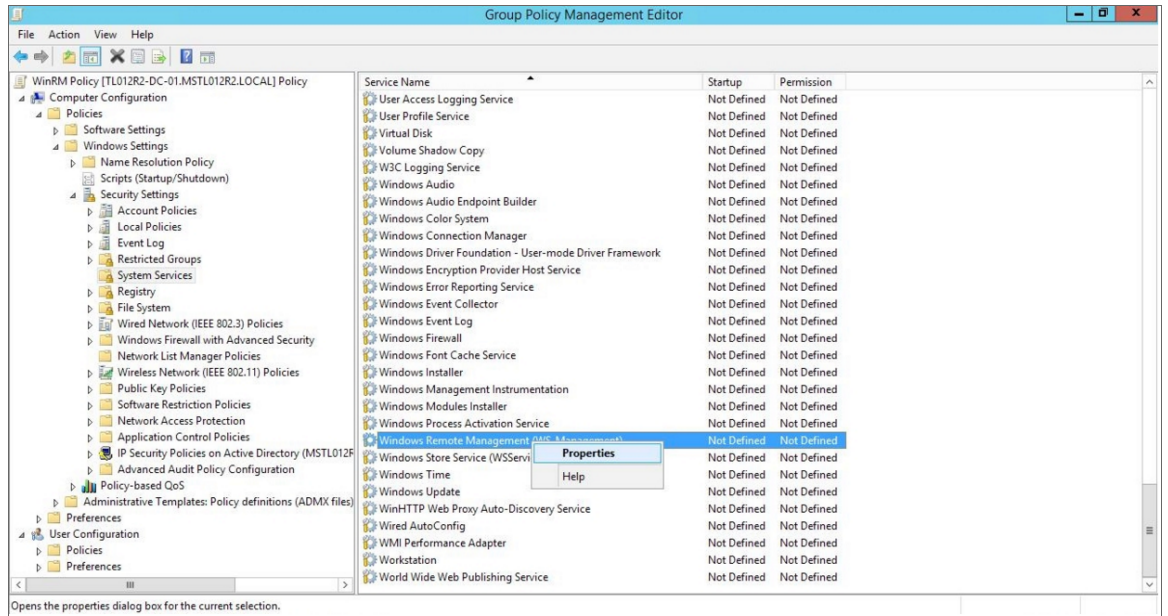 Group Policy Management Editor
File Action View Help
WinRM Policy [TL012R2-DC-01.MSTL012R2.LOCAL] Policy
Computer Configuration
Policies
Software Settings
Windows Settings
Name Resolution Policy
Scripts (Startup/Shutdown)
Security Settings
Account Policies
Local Policies
Event Log
Restricted Groups
System Services
Registry
File System
Wired Network (IEEE 802.3) Policies
Windows Firewall with Advanced Security
Network List Manager Policies
Wireless Network (IEEE 802.11) Policies
Public Key Policies
Software Restriction Policies
Network Access Protection
Application Control Policies
IP Security Policies on Active Directory (MSTL012R
Advanced Audit Policy Configuration
Policy-based QoS
Administrative Templates: Policy definitions (ADMX files)
Preferences
User Configuration
Policies
Preferences
Service Name Startup Permission
User Access Logging Service Not Defined Not Defined
User Profile Service Not Defined Not Defined
Virtual Disk Not Defined Not Defined
Volume Shadow Copy Not Defined Not Defined
W3C Logging Service Not Defined Not Defined
Windows Audio Not Defined Not Defined
Windows Audio Endpoint Builder Not Defined Not Defined
Windows Color System Not Defined Not Defined
Windows Connection Manager Not Defined Not Defined
Windows Driver Foundation - User-mode Driver Framework Not Defined Not Defined
Windows Encryption Provider Host Service Not Defined Not Defined
Windows Error Reporting Service Not Defined Not Defined
Windows Event Collector Not Defined Not Defined
Windows Event Log Not Defined Not Defined
Windows Firewall Not Defined Not Defined
Windows Font Cache Service Not Defined Not Defined
Windows Installer Not Defined Not Defined
Windows Management Instrumentation Not Defined Not Defined
Windows Modules Installer Not Defined Not Defined
Windows Process Activation Service Not Defined Not Defined
Windows Remote Management (WS-Management) Not Defined Not Defined
Windows Store Service (WSServi Not Defined Not Defined
Windows Time Not Defined Not Defined
Windows Update Not Defined Not Defined
WinHTTP Web Proxy Auto-Discovery Service Not Defined Not Defined
Wired AutoConfig Not Defined Not Defined
WMI Performance Adapter Not Defined Not Defined
Workstation Not Defined Not Defined
World Wide Web Publishing Service Not Defined Not Defined
Properties
Help
Opens the properties dialog box for the current selection.